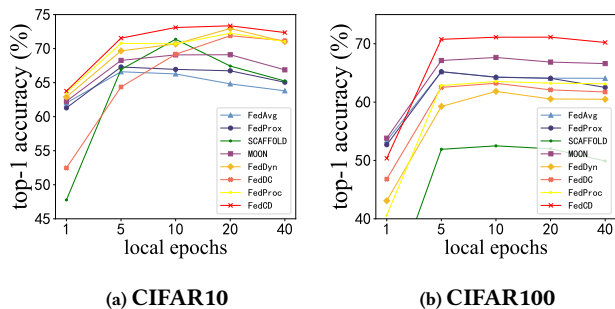 top-1 accuracy (%)
75
70
65
60
55
50
45
1
5
10
20
40
local epochs
FedAvg
FedProx
SCAFFOLD
MOON
FedDyn
FedDC
FedProc
FedCD
(a) CIFAR10
top-1 accuracy (%)
70
60
50
40
1
5
10
20
40
local epochs
FedAvg
FedProx
SCAFFOLD
MOON
FedDyn
FedDC
FedProc
FedCD
(b) CIFAR100